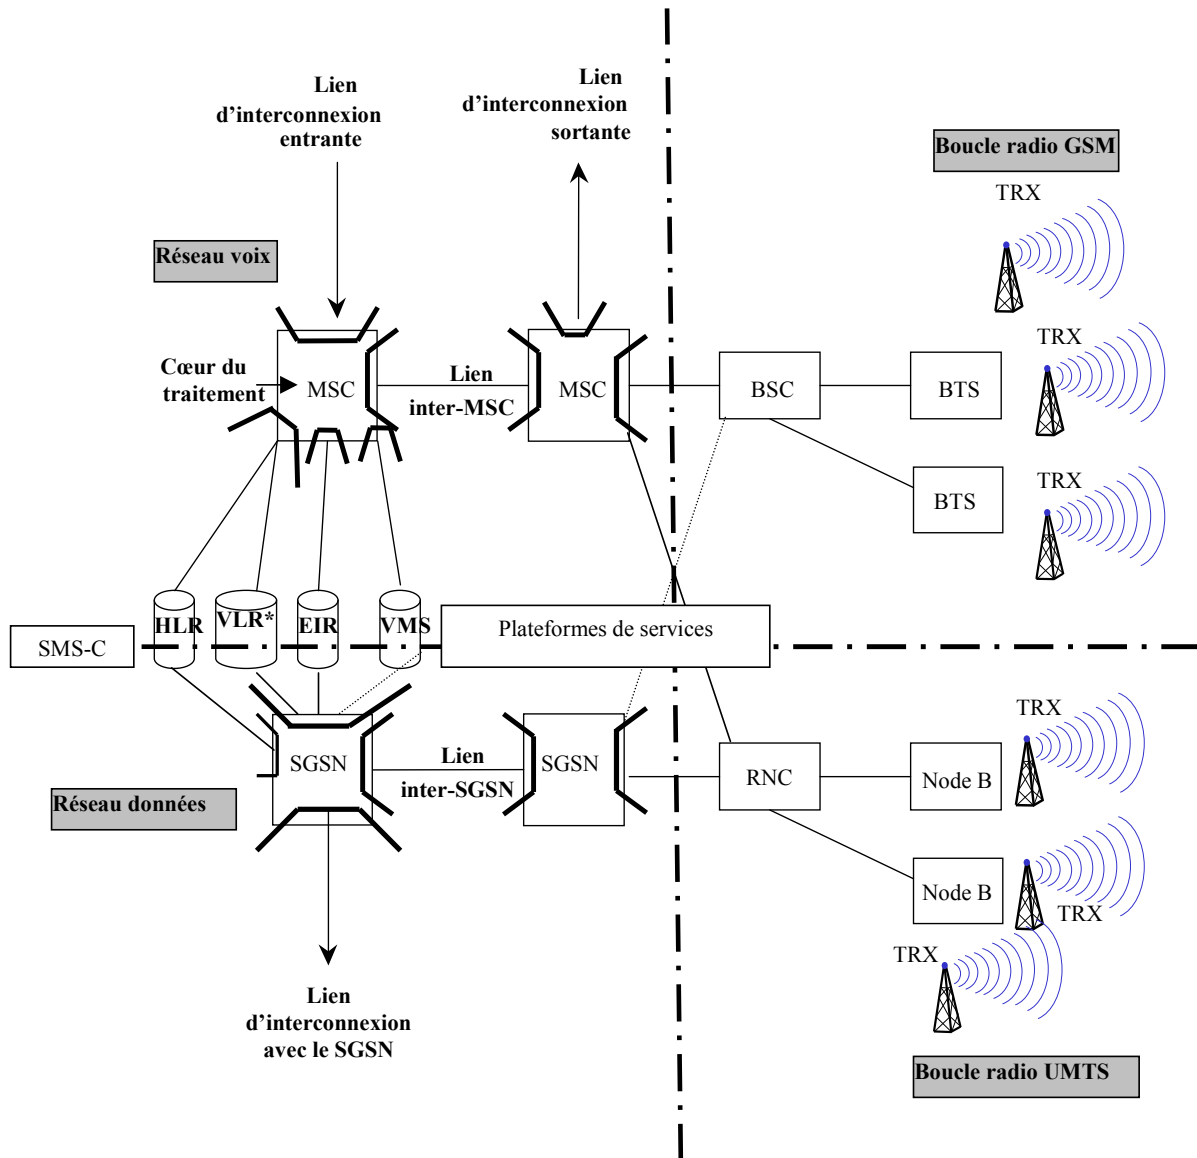 Lien
d'interconnexion
entrante
Lien
d'interconnexion
sortante
Boucle radio GSM
TRX
Réseau voix
TRX
Cœur du
traitement
MSC
Lien
inter-MSC
MSC
BSC
BTS
TRX
BTS
HLR
VLR*
EIR
VMS
Plateformes de services
SMS-C
TRX
SGSN
Lien
inter-SGSN
SGSN
RNC
Node B
Réseau données
Node B
TRX
TRX
Lien
d'interconnexion
avec le SGSN
Boucle radio UMTS